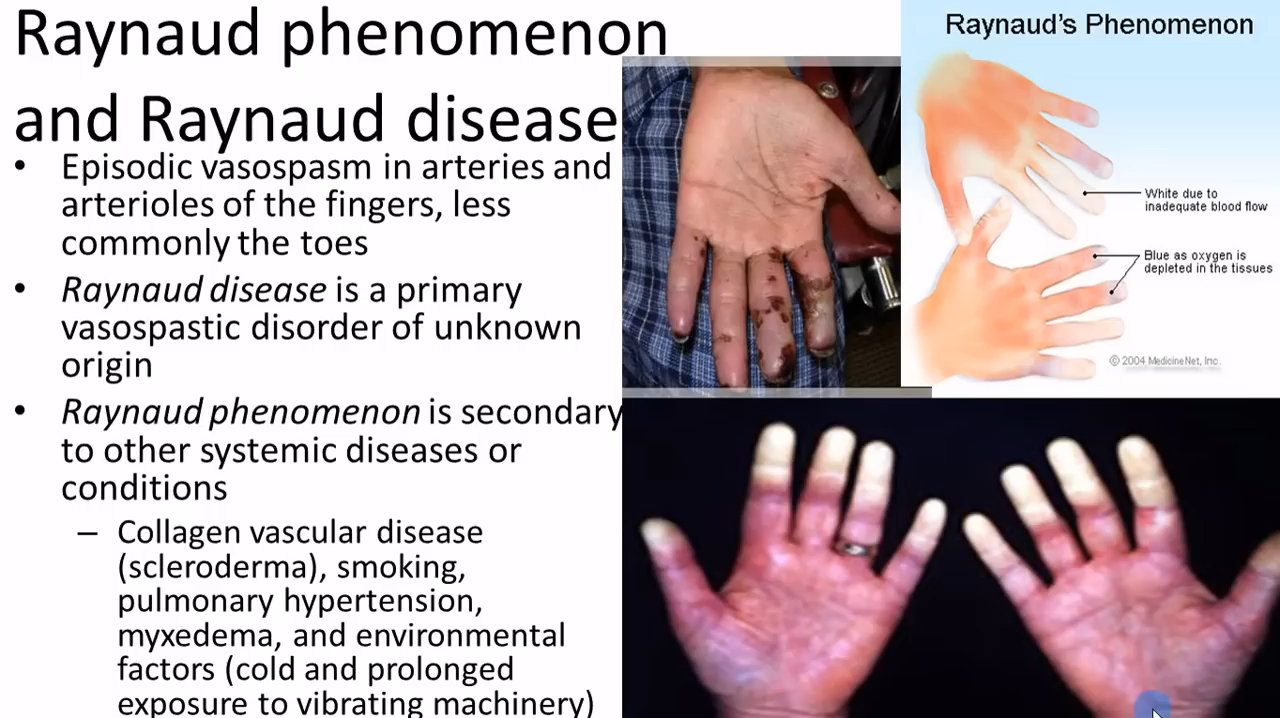 Raynaud phenomenon
and Raynaud disease
• Episodic vasospasm in arteries and
arterioles of the fingers, less
commonly the toes
• Raynaud disease is a primary
vasospastic disorder of unknown
origin
• Raynaud phenomenon is secondary
to other systemic diseases or
conditions
– Collagen vascular disease
(scleroderma), smoking,
pulmonary hypertension,
myxedema, and environmental
factors (cold and prolonged
exposure to vibrating machinery)
Raynaud's Phenomenon
White due to
inadequate blood flow
Blue as oxygen is
depleted in the tissues
© 2004 MedicineNet, Inc.